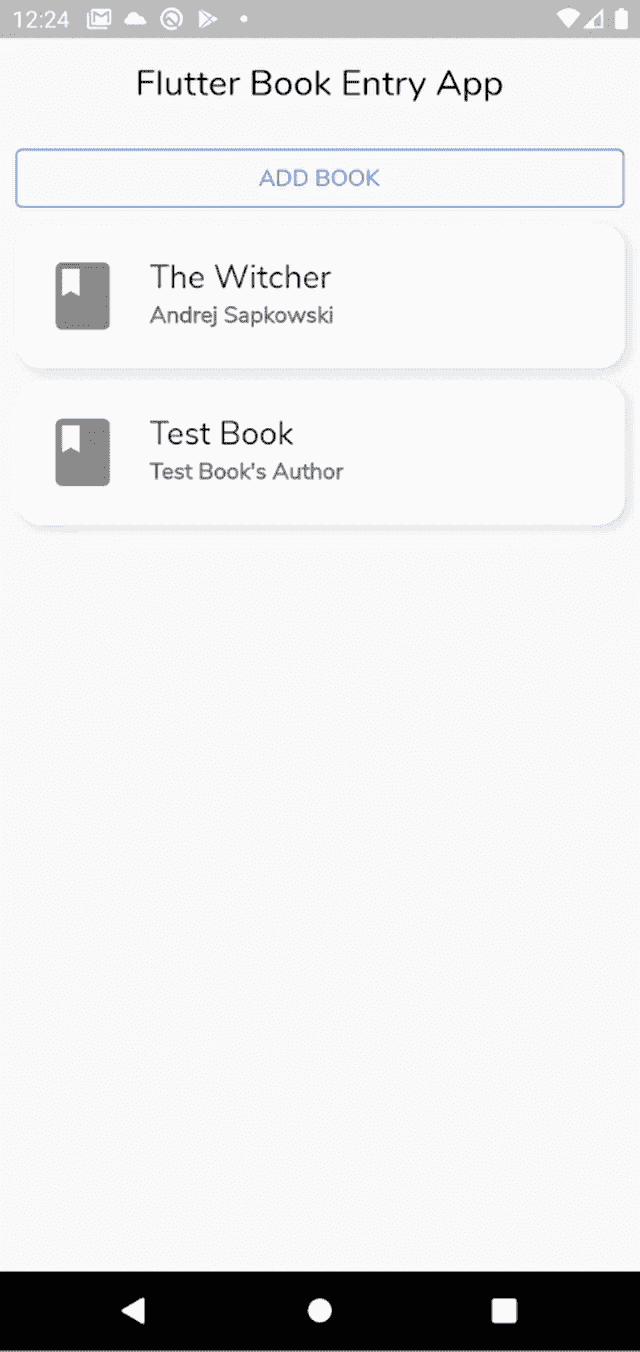 12:24
Flutter Book Entry App
ADD BOOK
The Witcher
Andrej Sapkowski
Test Book
Test Book's Author